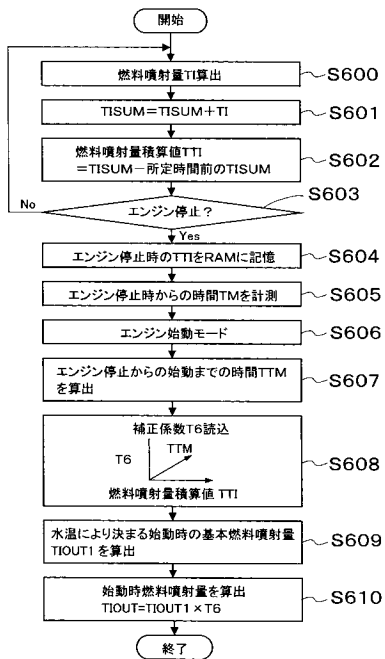 開始
燃料噴射量TI算出
S600
TISUM=TISUM+TI
S601
燃料噴射量積算値TTI
=TISUM-所定時間前のTISUM
S602
エンジン停止?
S603
No
Yes
エンジン停止時のTTIをRAMに記憶
S604
エンジン停止時からの時間TMを計測
S605
エンジン始動モード
S606
エンジン停止からの始動までの時間TTM
を算出
S607
補正係数T6読込
T6
TTM
燃料噴射量積算値 TTI
S608
水温により決まる始動時の基本燃料噴射量
TIOUT1を算出
S609
始動時燃料噴射量を算出
TIOUT=TIOUT1×T6
S610
終了